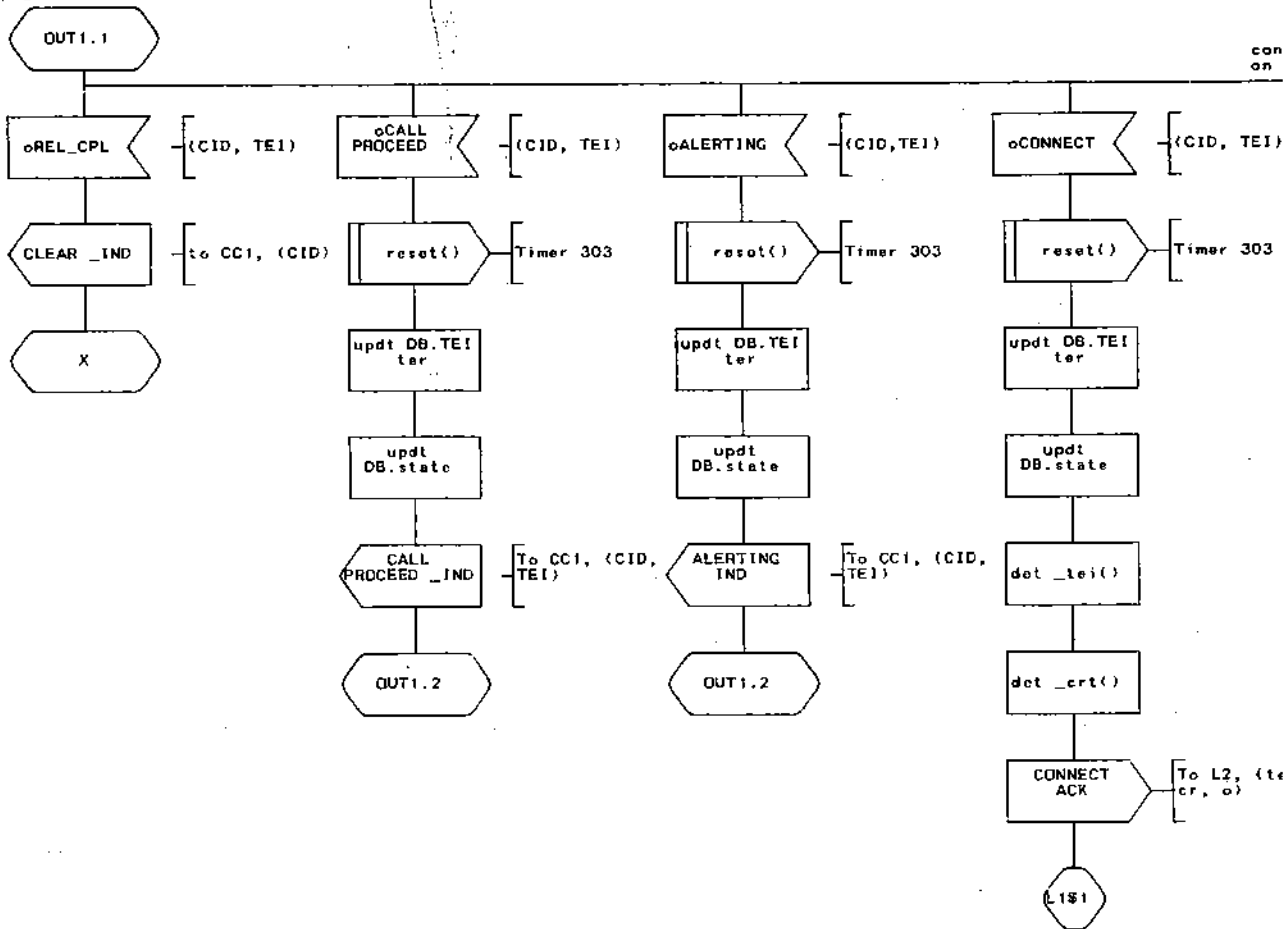 OUT1.1
con
on
oREL_CPL
(CID, TEI)
oCALL
PROCEED
(CID, TEI)
oALERTING
(CID,TEI)
oCONNECT
(CID, TEI)
CLEAR _IND
to CC1, (CID)
reset()
Timer 303
reset()
Timer 303
reset()
Timer 303
X
updt DB.TEI
ter
updt DB.TEI
ter
updt DB.TEI
ter
updt
DB.state
updt
DB.state
updt
DB.state
CALL
PROCEED _IND
To CC1, (CID,
TEI)
ALERTING
IND
To CC1, (CID,
TEI)
det _tei()
OUT1.2
OUT1.2
det _crt()
CONNECT
ACK
To L2, (te
cr, o)
L1$1